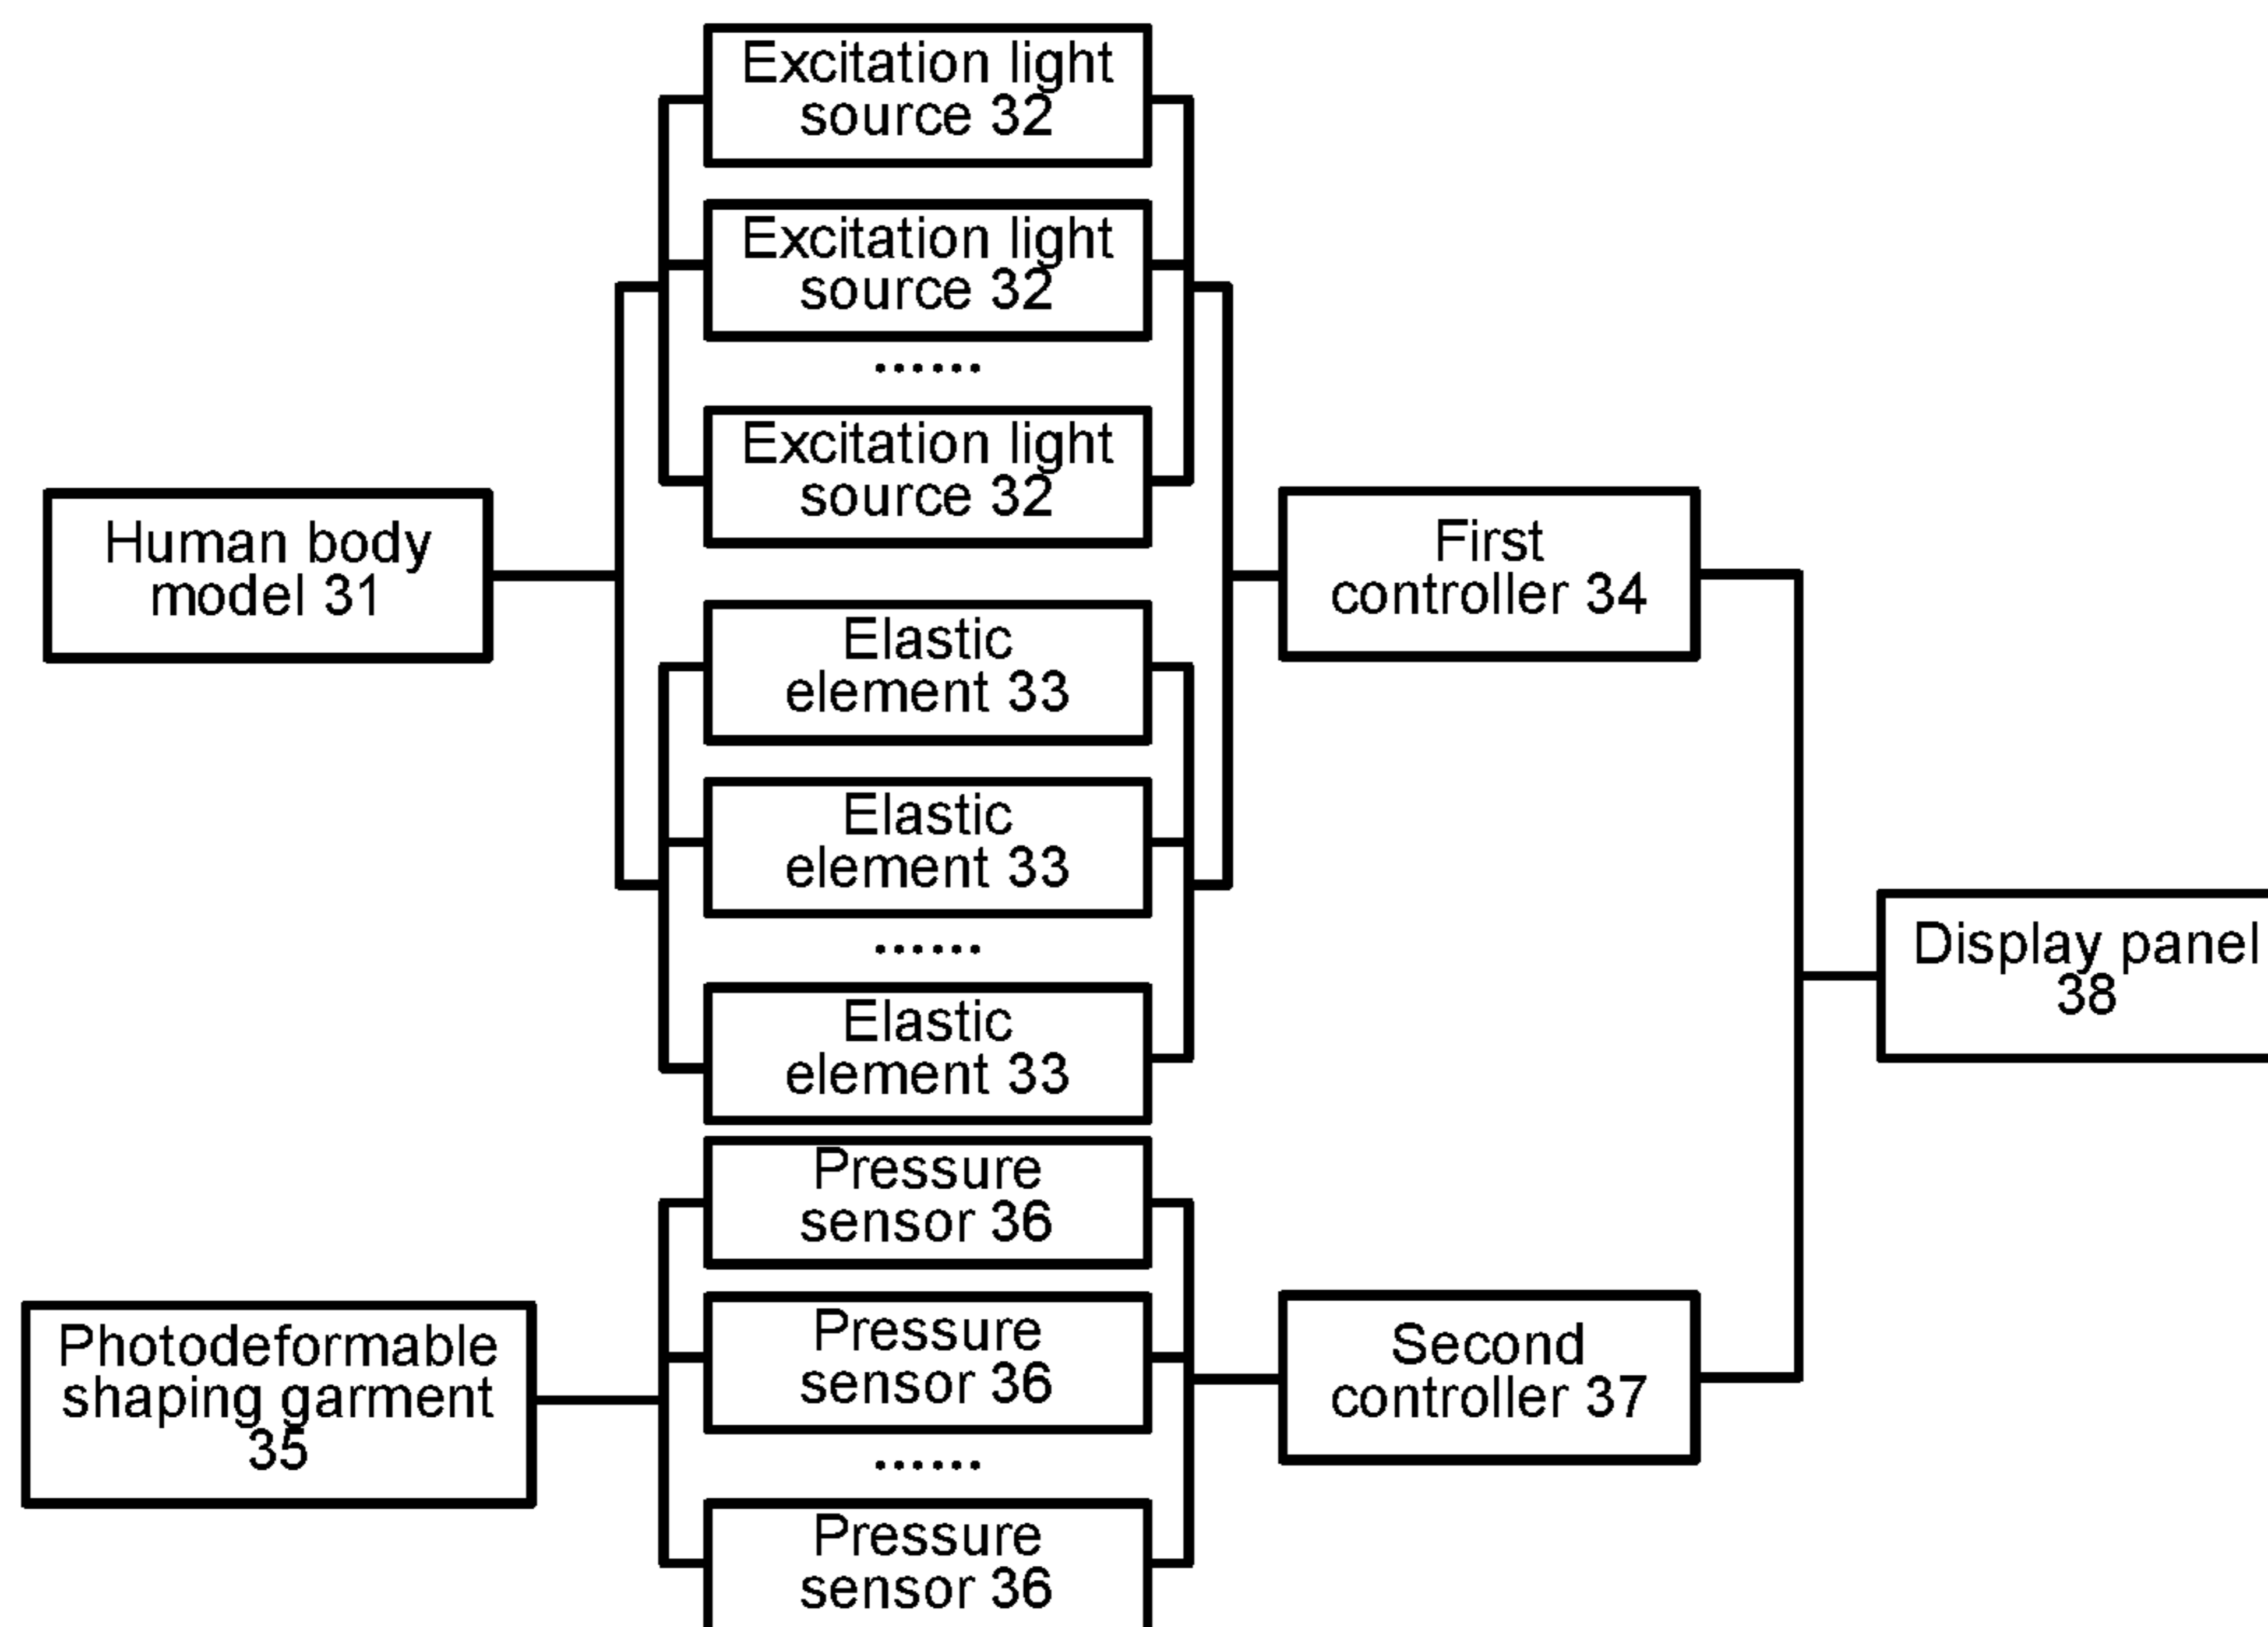 Excitation light
source 32
Excitation light
source 32
......
Excitation light
source 32
Human body
model 31
First
controller 34
Elastic
element 33
Elastic
element 33
......
Elastic
element 33
Display panel
38
Pressure
sensor 36
Pressure
sensor 36
......
Pressure
sensor 36
Photodeformable
shaping garment
35
Second
controller 37